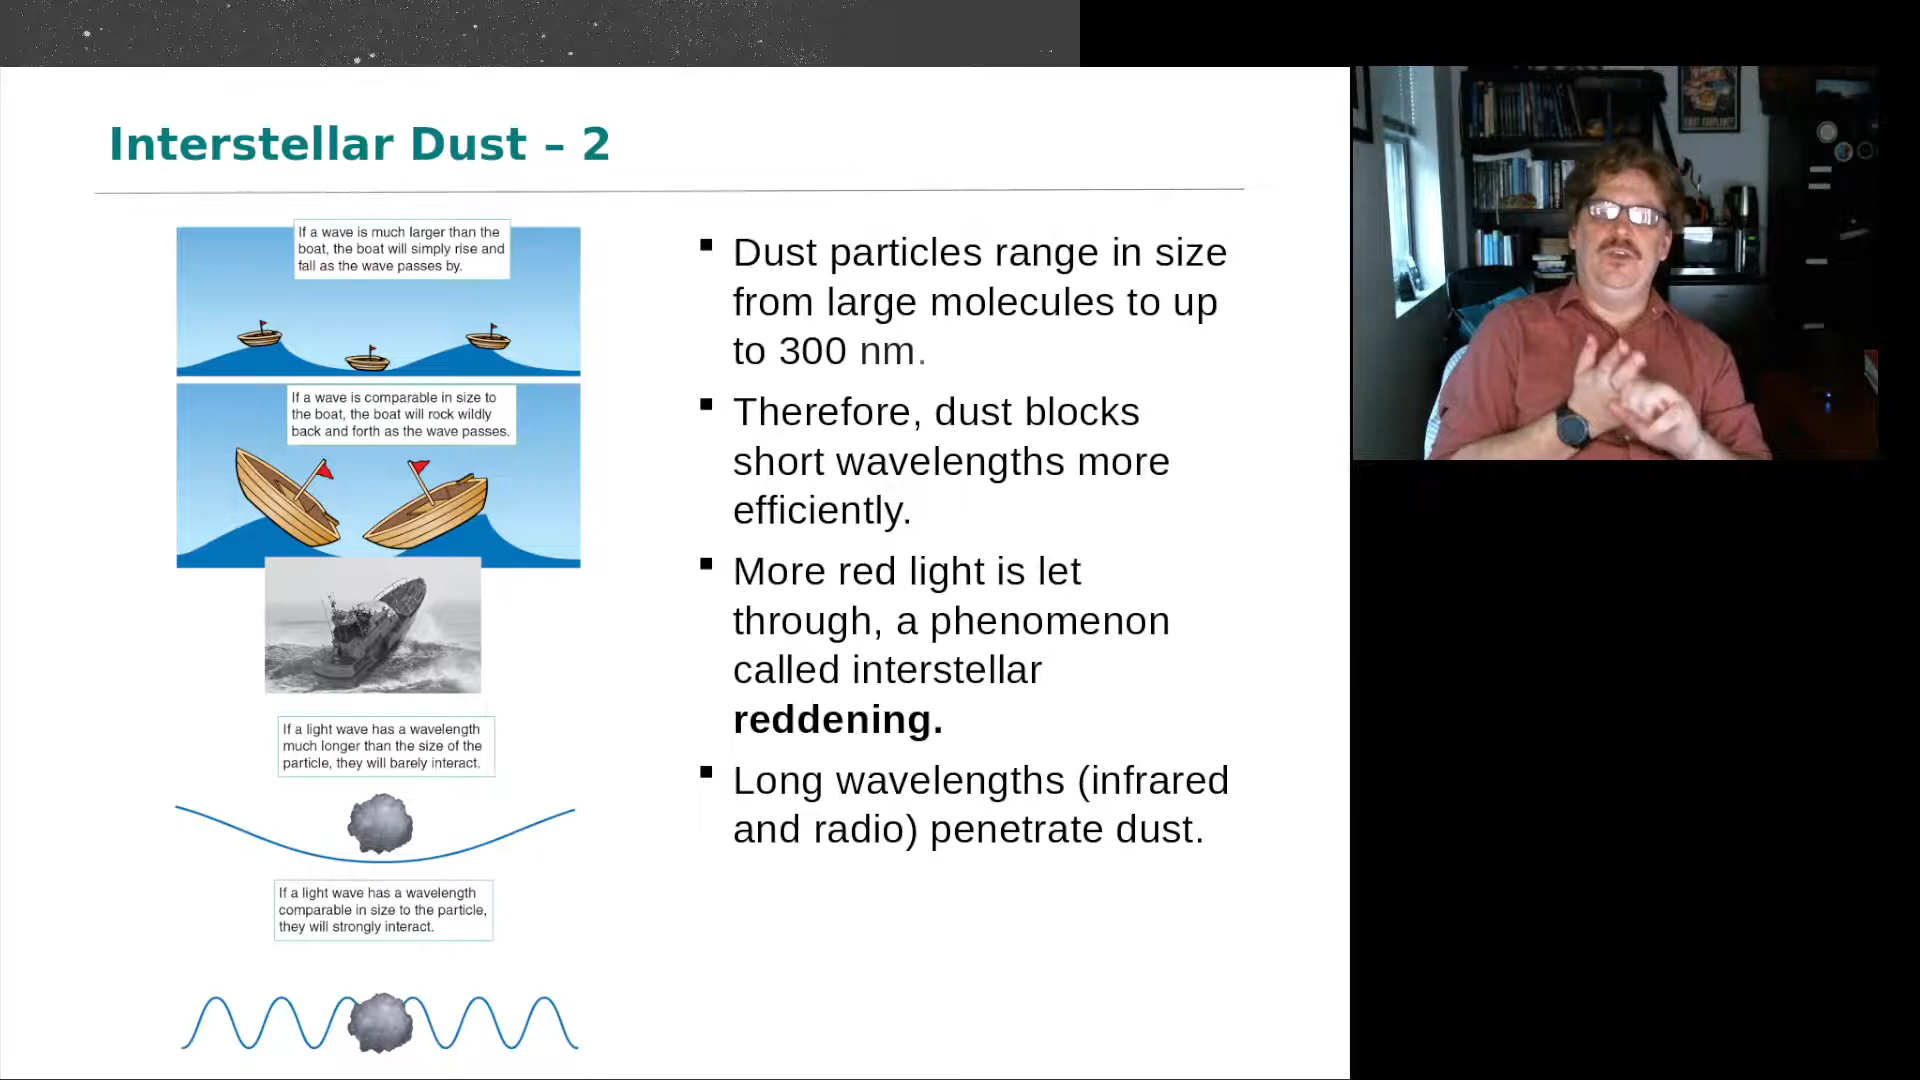 Interstellar Dust – 2
If a wave is much larger than the
boat, the boat will simply rise and
fall as the wave passes by.
If a wave is comparable in size to
the boat, the boat will rock wildly
back and forth as the wave passes.
If a light wave has a wavelength
much longer than the size of the
particle, they will barely interact.
If a light wave has a wavelength
comparable in size to the particle,
they will strongly interact.
Dust particles range in size
from large molecules to up
to 300 nm.
Therefore, dust blocks
short wavelengths more
efficiently.
More red light is let
through, a phenomenon
called interstellar
reddening.
Long wavelengths (infrared
and radio) penetrate dust.